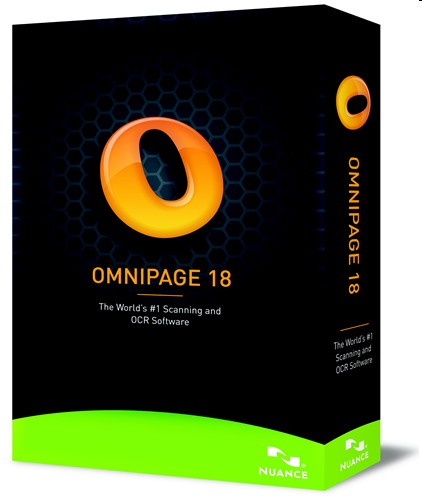 OMNIPAGE 18
The World's #1 Scanning and
OCR Software
NUANCE
OMNIPAGE 18
The World's #1
Scanning and
OCR Software
NUANCE